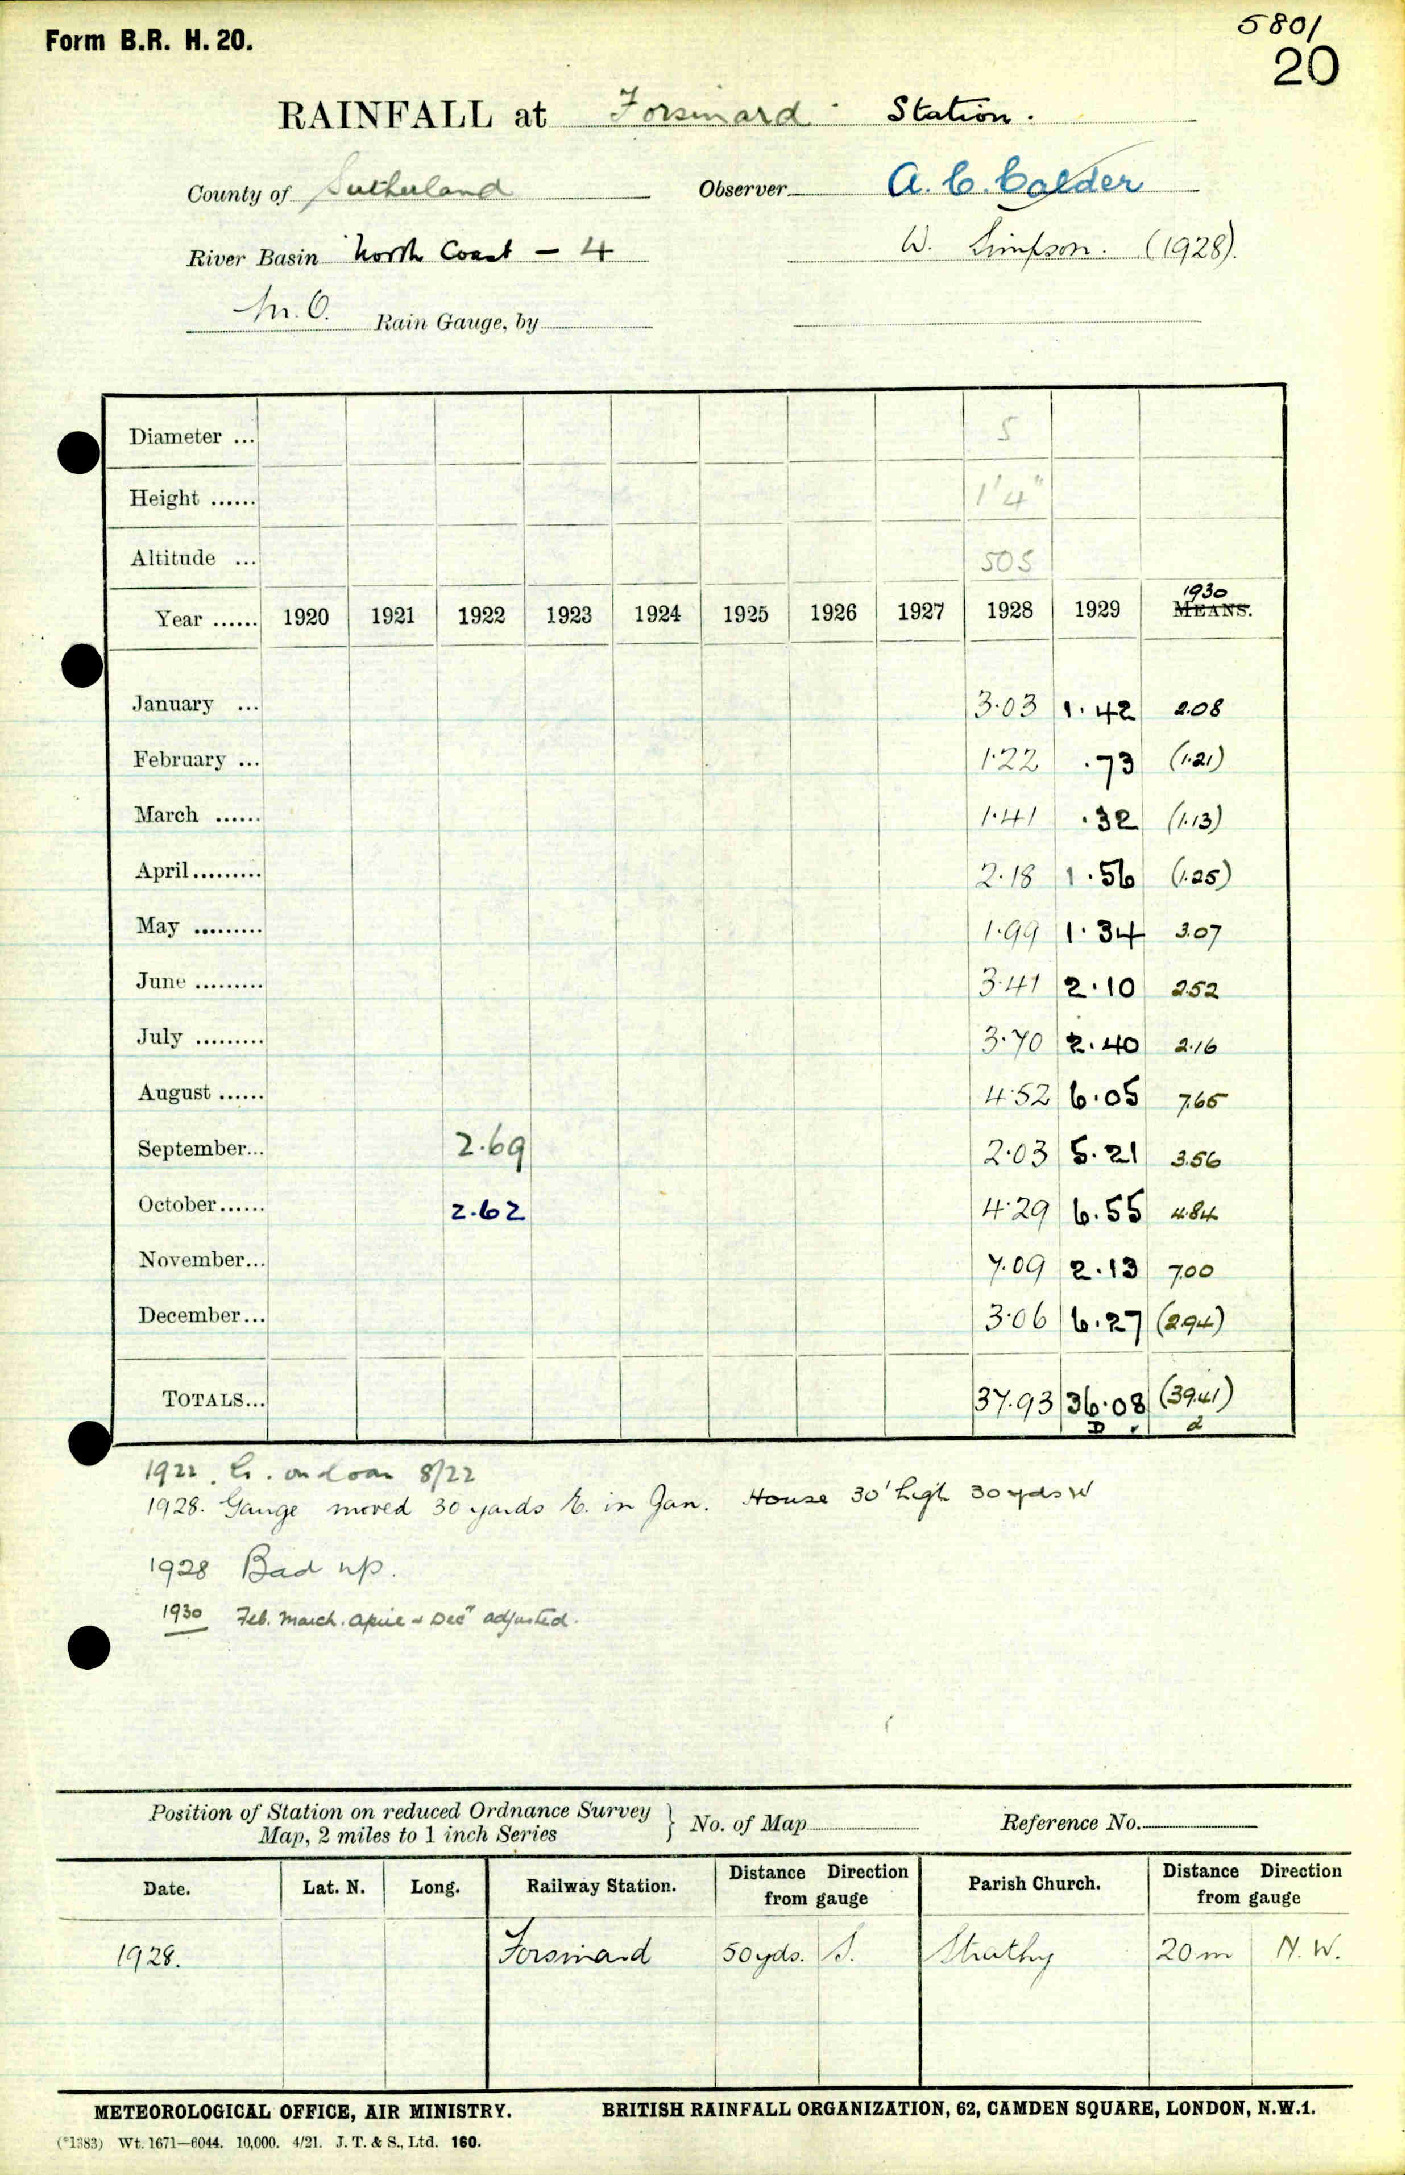 Form B.R. H. 20.
5801
20
RAINFALL at Forsinard Station.
County of Sutherland Observer A. C. Calder
River Basin North Coast - 4 W. Simpson. (1928).
M.O. Rain Gauge, by
Diameter ... 5
Height ...... 1'4"
Altitude ... 505
1930
Year ...... 1920 1921 1922 1923 1924 1925 1926 1927 1928 1929 MEANS.
January ... 3.03 1.42 2.08
February ... 1.22 .73 (1.21)
March ...... 1.41 .32 (1.13)
April ......... 2.18 1.56 (1.25)
May ......... 1.99 1.34 3.07
June ......... 3.41 2.10 2.52
July ......... 3.70 2.40 2.16
August ...... 4.52 6.05 7.65
September... 2.69 2.03 5.21 3.56
October ...... 2.62 4.29 6.55 4.84
November... 7.09 2.13 7.00
December... 3.06 6.27 (2.94)
TOTALS... 37.93 36.08 (39.41)
D d
1922. G. on loan 8/22
1928. Gauge moved 30 yards E. in Jan. House 30' high 30 yds W
1928 Bad up.
1930 Feb. March. April & Decr adjusted.
Position of Station on reduced Ordnance Survey Map, 2 miles to 1 inch Series } No. of Map Reference No.
Date. Lat. N. Long. Railway Station. Distance Direction from gauge Parish Church. Distance Direction from gauge
1928. Forsinard 50yds. S. Strathy 20m N.W.
METEOROLOGICAL OFFICE, AIR MINISTRY. BRITISH RAINFALL ORGANIZATION, 62, CAMDEN SQUARE, LONDON, N.W.1.
(*1383) Wt. 1671—6044. 10,000. 4/21. J. T. & S., Ltd. 160.